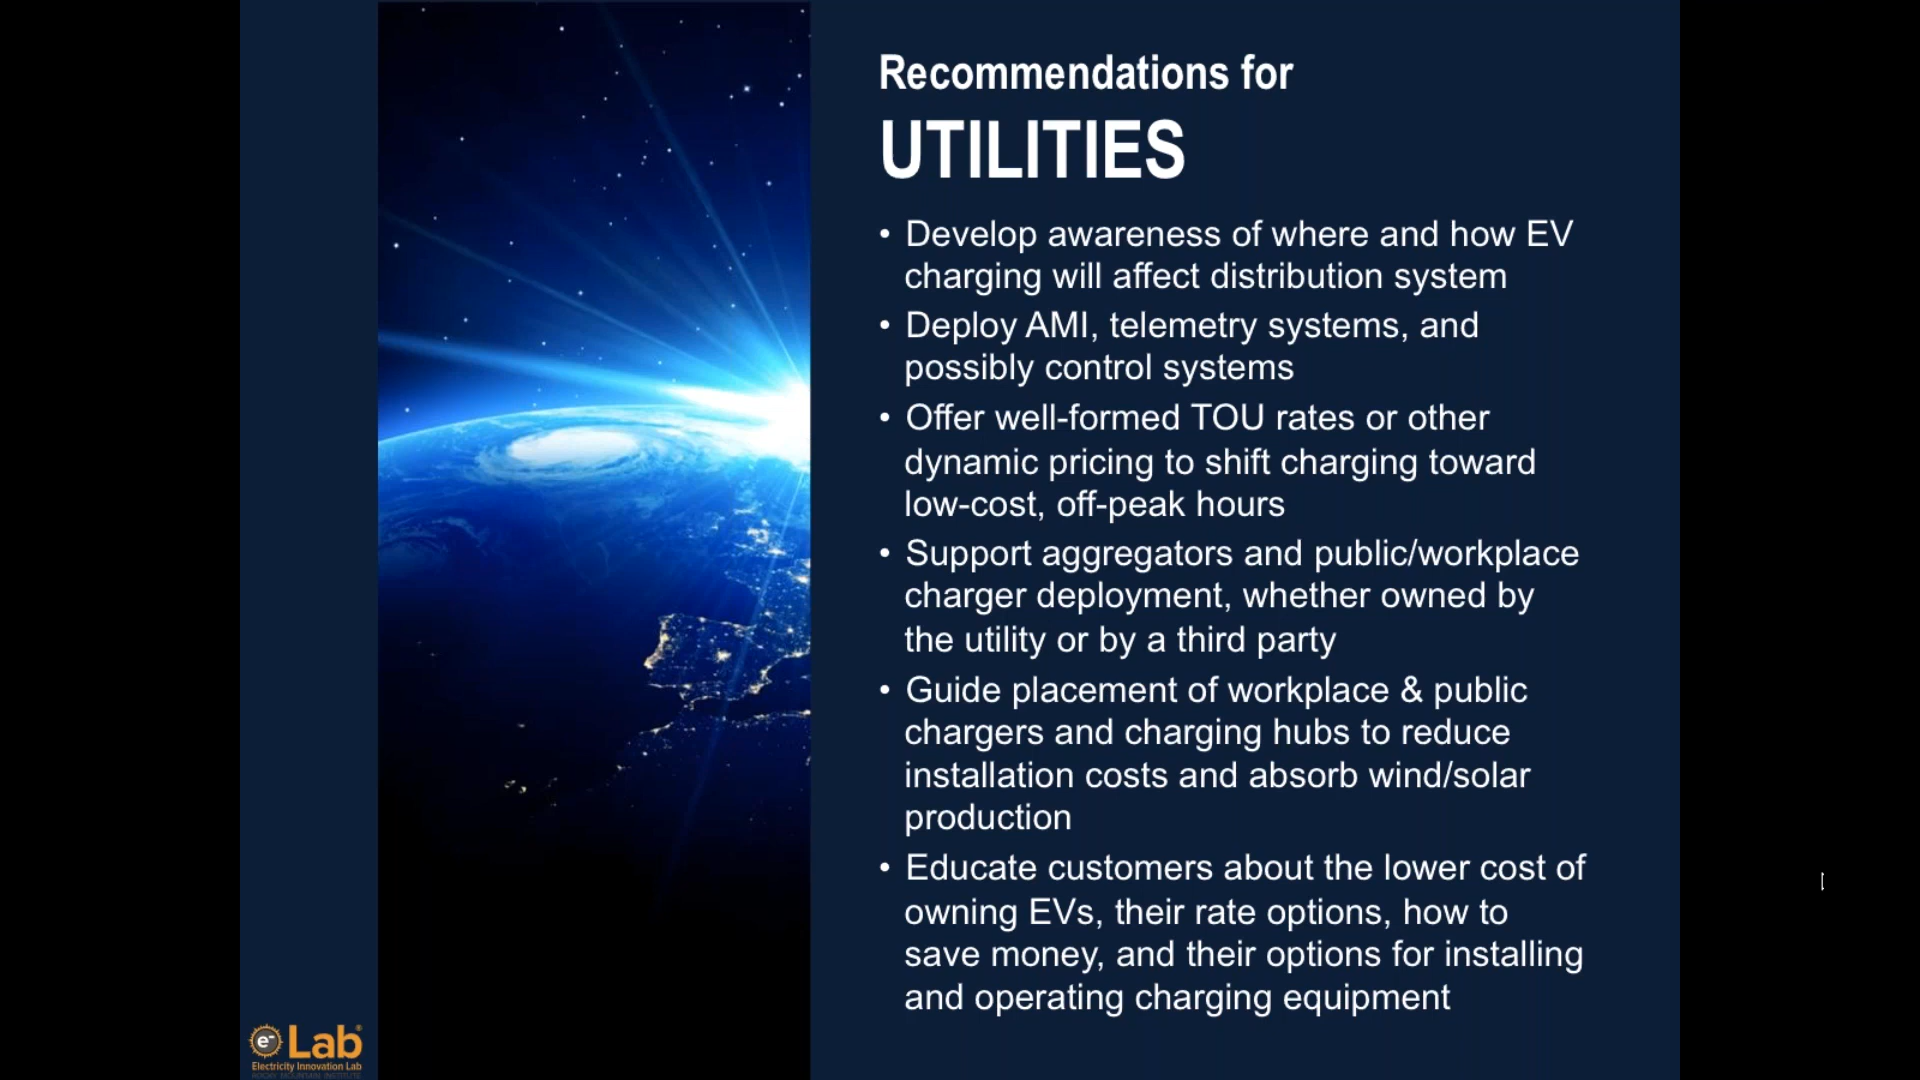 Recommendations for
UTILITIES
• Develop awareness of where and how EV
charging will affect distribution system
• Deploy AMI, telemetry systems, and
possibly control systems
• Offer well-formed TOU rates or other
dynamic pricing to shift charging toward
low-cost, off-peak hours
• Support aggregators and public/workplace
charger deployment, whether owned by
the utility or by a third party
• Guide placement of workplace & public
chargers and charging hubs to reduce
installation costs and absorb wind/solar
production
• Educate customers about the lower cost of
owning EVs, their rate options, how to
save money, and their options for installing
and operating charging equipment
e- Lab®
Electricity Innovation Lab
ROCKY MOUNTAIN INSTITUTE